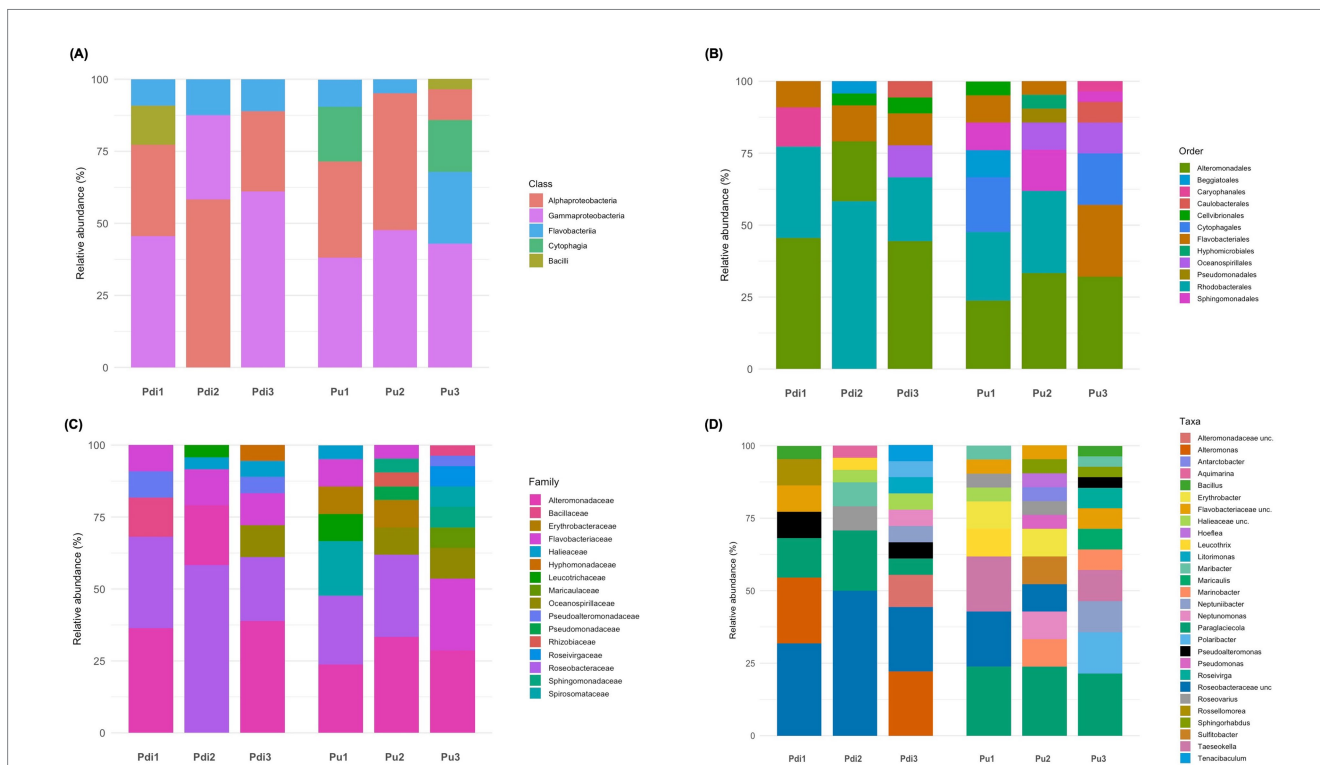 (A)
Relative abundance (%)
100
75
50
25
0
Pdi1 Pdi2 Pdi3 Pu1 Pu2 Pu3
Class
Alphaproteobacteria
Gammaproteobacteria
Flavobacteriia
Cytophagia
Bacilli
(B)
Relative abundance (%)
100
75
50
25
0
Pdi1 Pdi2 Pdi3 Pu1 Pu2 Pu3
Order
Alteromonadales
Beggiatoales
Caryophanales
Caulobacterales
Cellvibrionales
Cytophagales
Flavobacteriales
Hyphomicrobiales
Oceanospirillales
Pseudomonadales
Rhodobacterales
Sphingomonadales
(C)
Relative abundance (%)
100
75
50
25
0
Pdi1 Pdi2 Pdi3 Pu1 Pu2 Pu3
Family
Alteromonadaceae
Bacillaceae
Erythrobacteraceae
Flavobacteriaceae
Halieaceae
Hyphomonadaceae
Leucotrichaceae
Maricaulaceae
Oceanospirillaceae
Pseudoalteromonadaceae
Pseudomonadaceae
Rhizobiaceae
Roseivirgaceae
Roseobacteraceae
Sphingomonadaceae
Spirosomataceae
(D)
Relative abundance (%)
100
75
50
25
0
Pdi1 Pdi2 Pdi3 Pu1 Pu2 Pu3
Taxa
Alteromonadaceae unc.
Alteromonas
Antarctobacter
Aquimarina
Bacillus
Erythrobacter
Flavobacteriaceae unc.
Halieaceae unc.
Hoeflea
Leucothrix
Litorimonas
Maribacter
Maricaulis
Marinobacter
Neptuniibacter
Neptunomonas
Paraglaciecola
Polaribacter
Pseudoalteromonas
Pseudomonas
Roseivirga
Roseobacteraceae unc
Roseovarius
Rossellomorea
Sphingorhabdus
Sulfitobacter
Taeseokella
Tenacibaculum